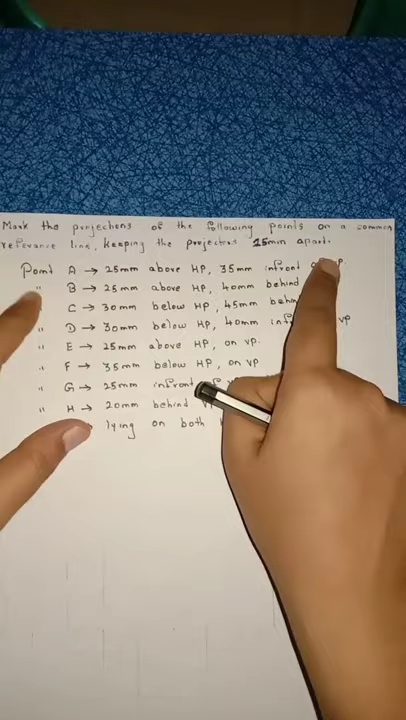 Mark the projections of the following points on a common
referance line, keeping the projectors 25mm apart.
Point A → 25mm above HP, 35mm infront
" B → 25mm above HP, 40mm behind
C → 30mm below HP, 45mm
" D → 30mm below HP, 40mm VP
" E → 25mm above HP, on VP.
" F → 35mm below HP, on VP
" G → 25mm infront of
" H → 20mm behind
lying on both